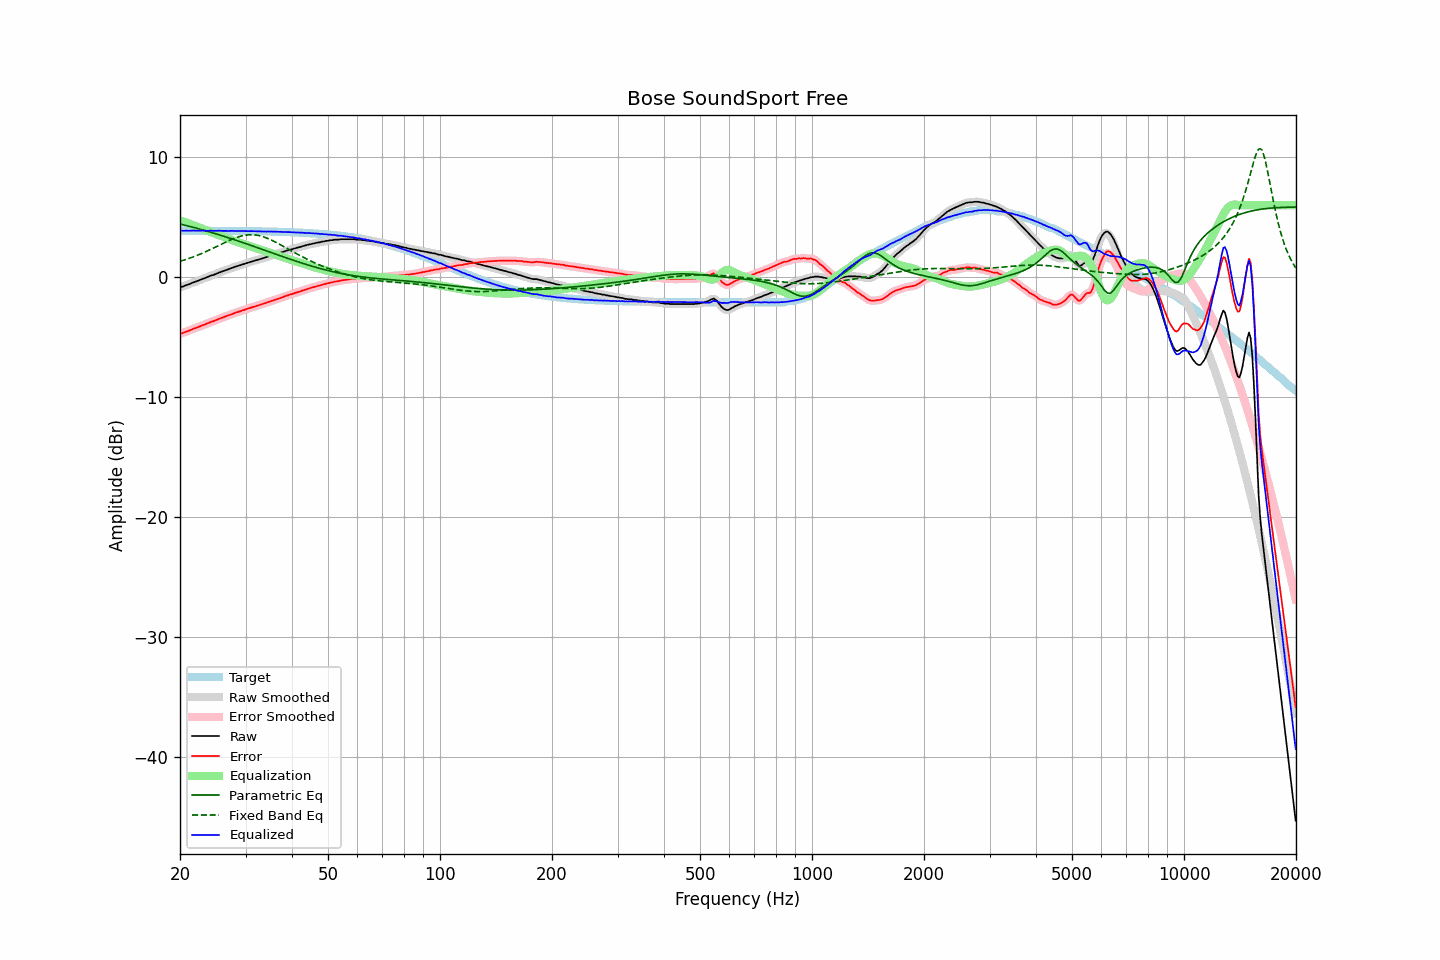 Bose SoundSport Free
Amplitude (dBr)
10
0
−10
−20
−30
−40
Target
Raw Smoothed
Error Smoothed
Raw
Error
Equalization
Parametric Eq
Fixed Band Eq
Equalized
20 50 100 200 500 1000 2000 5000 10000 20000
Frequency (Hz)